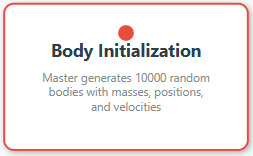 Body Initialization
Master generates 10000 random
bodies with masses, positions,
and velocities